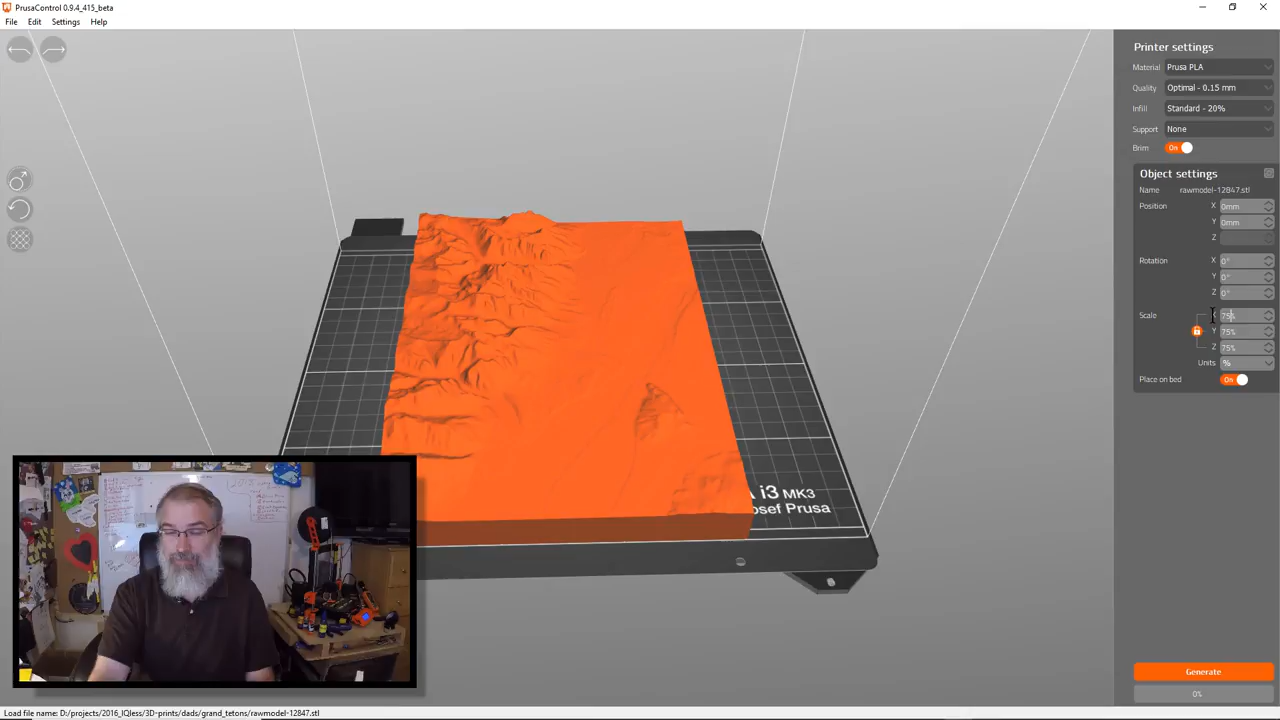 PrusaControl 0.9.4_415_beta
File Edit Settings Help
Printer settings
Material Prusa PLA
Quality Optimal - 0.15 mm
Infill Standard - 20%
Support None
Brim On
Object settings
Name rawmodel-12847.stl
Position X 0mm
Y 0mm
Z
Rotation X 0°
Y 0°
Z 0°
Scale 75%
Y 75%
Z 75%
Units %
Place on bed On
i3 MK3
osef Prusa
Generate
0%
Load file name: D:/projects/2016_IQless/3D-prints/dads/grand_tetons/rawmodel-12847.stl